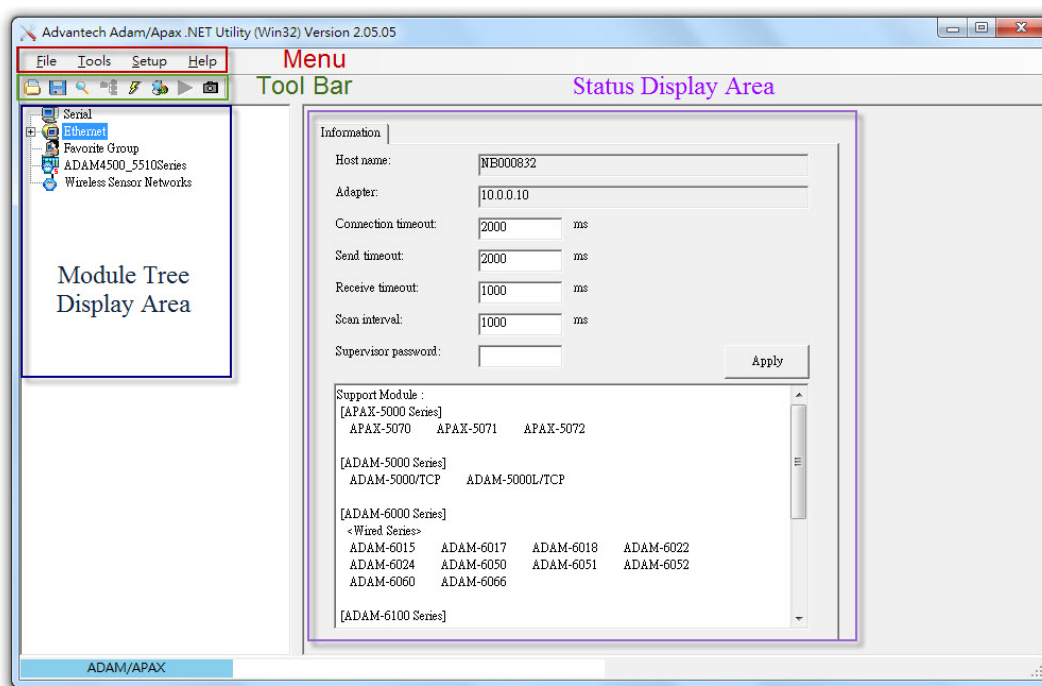 Advantech Adam/Apax .NET Utility (Win32) Version 2.05.05
File Tools Setup Help
Menu
Tool Bar
Status Display Area
Serial
Ethernet
Favorite Group
ADAM4500_5510Series
Wireless Sensor Networks
Module Tree
Display Area
Information
Host name: NB000832
Adapter: 10.0.0.10
Connection timeout: 2000 ms
Send timeout: 2000 ms
Receive timeout: 1000 ms
Scan interval: 1000 ms
Supervisor password:
Apply
Support Module :
[APAX-5000 Series]
APAX-5070 APAX-5071 APAX-5072
[ADAM-5000 Series]
ADAM-5000/TCP ADAM-5000L/TCP
[ADAM-6000 Series]
<Wired Series>
ADAM-6015 ADAM-6017 ADAM-6018 ADAM-6022
ADAM-6024 ADAM-6050 ADAM-6051 ADAM-6052
ADAM-6060 ADAM-6066
[ADAM-6100 Series]
ADAM/APAX